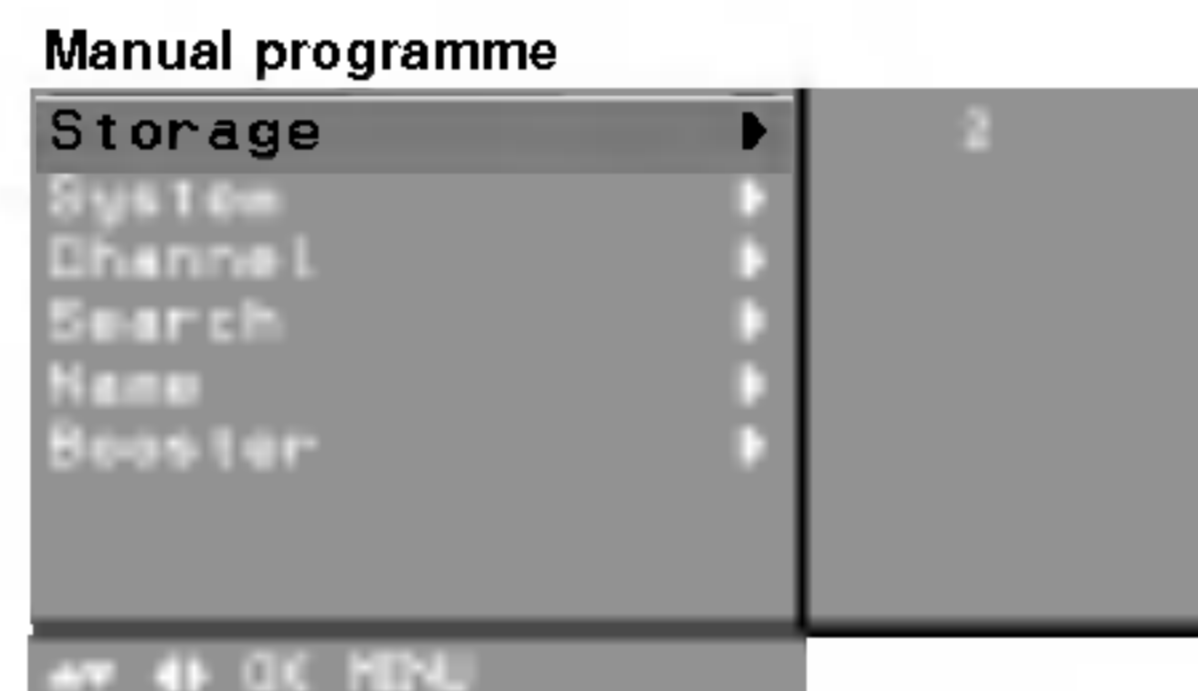 Manual programme
Storage 2
System
Channel
Search
Name
Booster
OK MENU